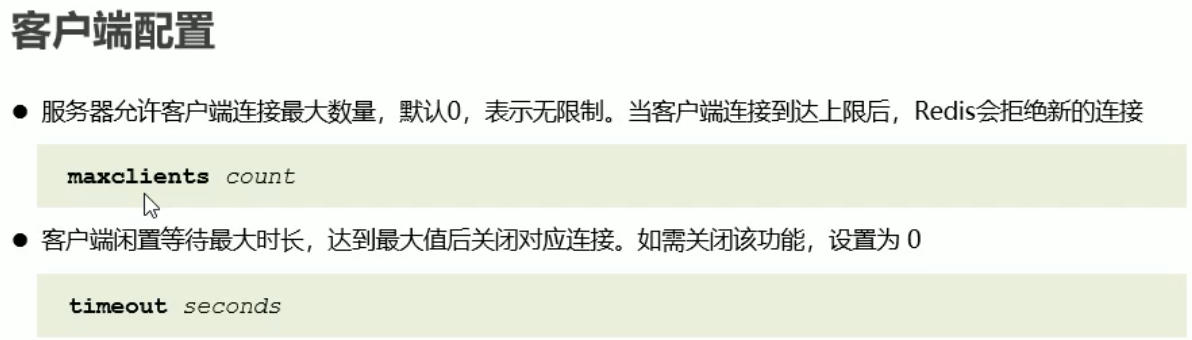 客户端配置
● 服务器允许客户端连接最大数量，默认0，表示无限制。当客户端连接到达上限后，Redis会拒绝新的连接
maxclients count
● 客户端闲置等待最大时长，达到最大值后关闭对应连接。如需关闭该功能，设置为 0
timeout seconds